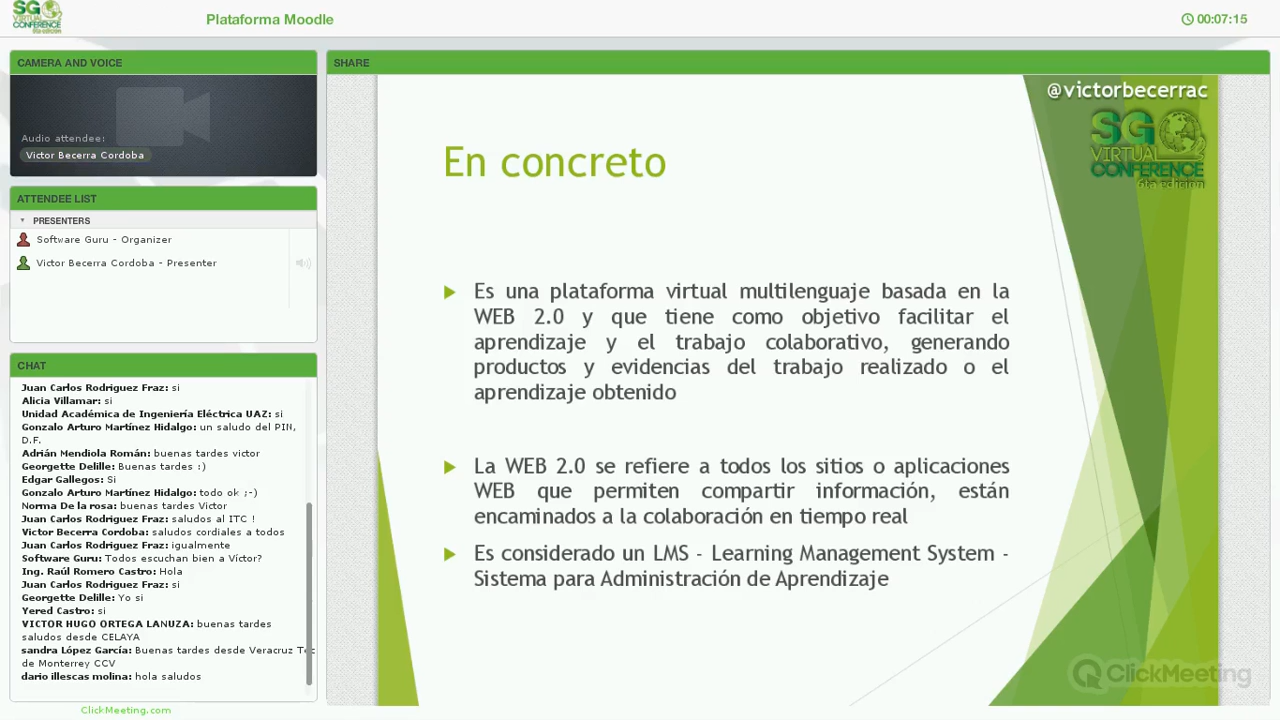 SG
VIRTUAL
CONFERENCE
6ta edición
Plataforma Moodle
00:07:15
CAMERA AND VOICE
Audio attendee:
Victor Becerra Cordoba
ATTENDEE LIST
PRESENTERS
Software Guru - Organizer
Victor Becerra Cordoba - Presenter
CHAT
Juan Carlos Rodriguez Fraz: si
Alicia Villamar: si
Unidad Académica de Ingeniería Eléctrica UAZ: si
Gonzalo Arturo Martínez Hidalgo: un saludo del PIN,
D.F.
Adrián Mendiola Román: buenas tardes victor
Georgette Delille: Buenas tardes :)
Edgar Gallegos: Si
Gonzalo Arturo Martínez Hidalgo: todo ok ;-)
Norma De la rosa: buenas tardes Víctor
Juan Carlos Rodriguez Fraz: saludos al ITC !
Victor Becerra Cordoba: saludos cordiales a todos
Juan Carlos Rodriguez Fraz: igualmente
Software Guru: Todos escuchan bien a Víctor?
Ing. Raúl Romero Castro: Hola
Juan Carlos Rodriguez Fraz: si
Georgette Delille: Yo si
Yered Castro: si
VICTOR HUGO ORTEGA LANUZA: buenas tardes
saludos desde CELAYA
sandra López García: Buenas tardes desde Veracruz Tec
de Monterrey CCV
dario illescas molina: hola saludos
ClickMeeting.com
SHARE
@victorbecerrac
SG
VIRTUAL
CONFERENCE
6ta edición
En concreto
Es una plataforma virtual multilenguaje basada en la
WEB 2.0 y que tiene como objetivo facilitar el
aprendizaje y el trabajo colaborativo, generando
productos y evidencias del trabajo realizado o el
aprendizaje obtenido
La WEB 2.0 se refiere a todos los sitios o aplicaciones
WEB que permiten compartir información, están
encaminados a la colaboración en tiempo real
Es considerado un LMS - Learning Management System -
Sistema para Administración de Aprendizaje
ClickMeeting